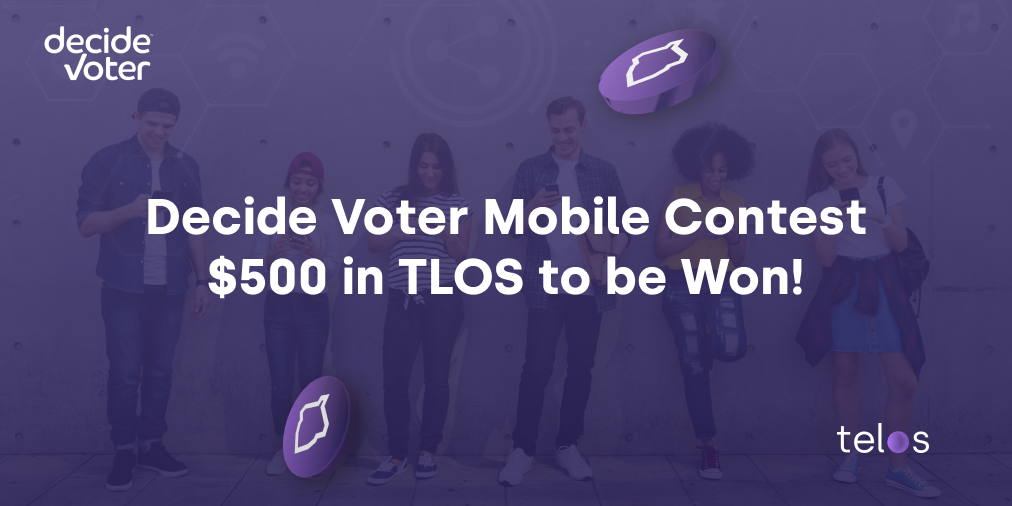 decide
voter
Decide Voter Mobile Contest
$500 in TLOS to be Won!
telos